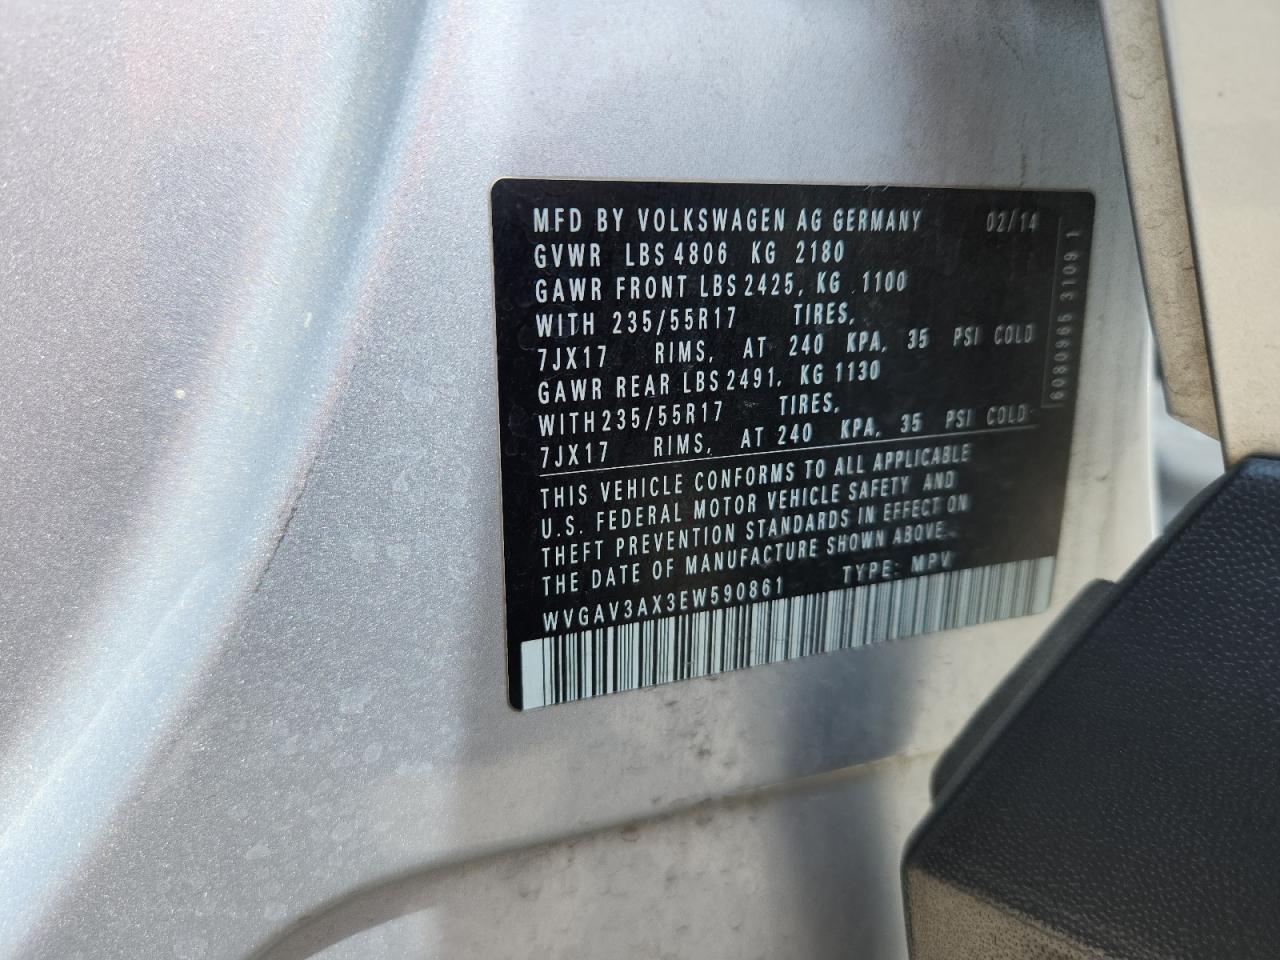 MFD BY VOLKSWAGEN AG GERMANY 02/14
GVWR LBS 4806 KG 2180
GAWR FRONT LBS 2425, KG 1100
WITH 235/55R17 TIRES,
7JX17 RIMS, AT 240 KPA, 35 PSI COLD
GAWR REAR LBS 2491, KG 1130
WITH 235/55R17 TIRES,
7JX17 RIMS, AT 240 KPA, 35 PSI COLD
THIS VEHICLE CONFORMS TO ALL APPLICABLE
U.S. FEDERAL MOTOR VEHICLE SAFETY AND
THEFT PREVENTION STANDARDS IN EFFECT ON
THE DATE OF MANUFACTURE SHOWN ABOVE.
WVGAV3AX3EW590861 TYPE: MPV